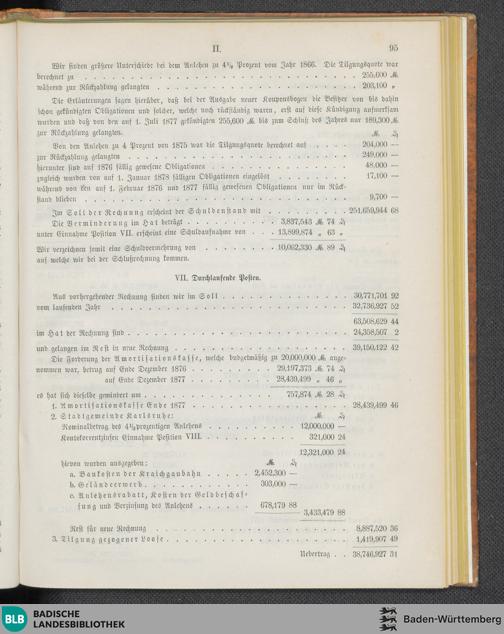 II. 95
Wir finden größere Unterschiede bei dem Anlehen zu 4½ Prozent vom Jahr 1866. Die Tilgungsquote war
berechnet zu . . . 255,600 ℳ
während zur Rückzahlung gelangten . . . 203,100 „
Die Erläuterungen sagen hierüber, daß bei der Ausgabe neuer Kouponsbogen die Besitzer von bis dahin
schon gekündigten Obligationen und solcher, welche noch rückständig waren, erst auf diese Kündigung aufmerksam
wurden und daß von den auf 1. Juli 1877 gekündigten 255,600 ℳ bis zum Schluß des Jahres nur 189,300 ℳ
zur Rückzahlung gelangten.
ℳ ₰
Von den Anlehen zu 4 Prozent von 1875 war die Tilgungsquote berechnet auf . . . 204,000 —
zur Rückzahlung gelangten . . . 249,000 —
hierunter sind auf 1876 fällig gewesene Obligationen . . . 48,000 —
zugleich wurden von auf 1. Januar 1878 fälligen Obligationen eingelöst . . . 17,100 —
während von den auf 1. Februar 1876 und 1877 fällig gewesenen Obligationen nur im Rück-
stand blieben . . . 9,700 —
Im Soll der Rechnung erscheint der Schuldenstand mit . . . 251,659,944 68
Die Verminderung im Hat beträgt . . . 3,837,543 ℳ 74 ₰
unter Einnahme Position VII. erscheint eine Schuldaufnahme von . . . 13,899,874 „ 63 „
Wir verzeichnen somit eine Schuldvermehrung von . . . 10,062,330 ℳ 89 ₰
auf welche wir bei der Schlußrechnung kommen.
VII. Durchlaufende Posten.
Aus vorhergehender Rechnung finden wir im Soll . . . 30,771,701 92
vom laufenden Jahr . . . 32,736,927 52
63,508,629 44
im Hat der Rechnung sind . . . 24,358,507 2
und gelangen im Rest in neue Rechnung . . . 39,150,122 42
Die Forderung der Amortisationskasse, welche budgetmäßig zu 20,000,000 ℳ ange-
nommen war, betrug auf Ende Dezember 1876 . . . 29,197,373 ℳ 74 ₰
auf Ende Dezember 1877 . . . 28,439,499 „ 46 „
es hat sich dieselbe gemindert um . . . 757,874 ℳ 28 ₰
1. Amortisationskasse Ende 1877 . . . 28,439,499 46
2. Stadtgemeinde Karlsruhe: ℳ ₰
Nominalbetrag des 4½prozentigen Anlehens . . . 12,000,000 —
Kontokorrentzinsen Einnahme Position VIII. . . . 321,000 24
12,321,000 24
hievon wurden ausgegeben: ℳ ₰
a. Baukosten der Kraichgaubahn . . . 2,452,300 —
b. Geländeerwerb . . . 303,000 —
c. Anlehensrabatt, Kosten der Geldbeschaf-
fung und Verzinsung des Anlehens . . . 678,179 88
3,433,479 88
Rest für neue Rechnung . . . 8,887,520 36
3. Tilgung gezogener Loose . . . 1,419,907 49
Uebertrag . . 38,746,927 31
BLB BADISCHE
LANDESBIBLIOTHEK
Baden-Württemberg